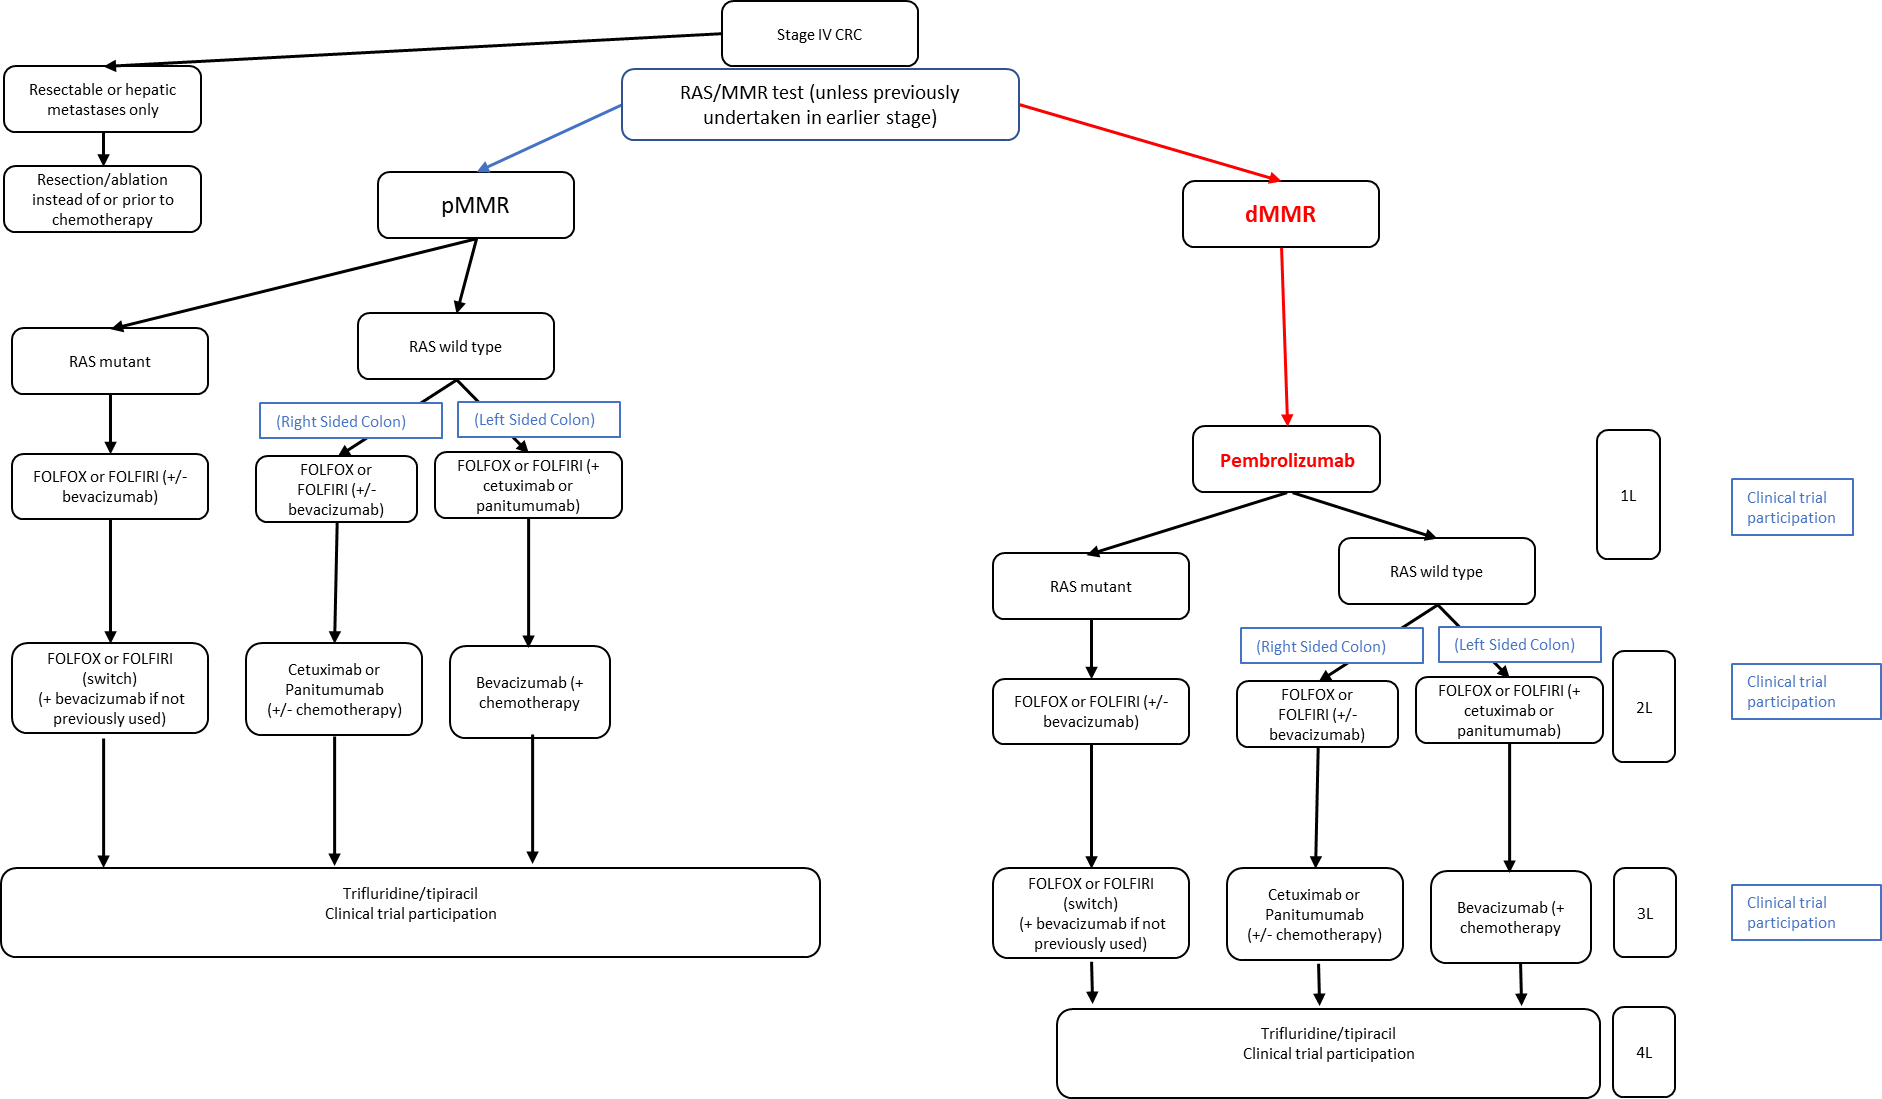 Stage IV CRC
Resectable or hepatic
metastases only
RAS/MMR test (unless previously
undertaken in earlier stage)
Resection/ablation
instead of or prior to
chemotherapy
pMMR
dMMR
RAS mutant
RAS wild type
(Right Sided Colon)
(Left Sided Colon)
FOLFOX or FOLFIRI (+/-
bevacizumab)
FOLFOX or
FOLFIRI (+/-
bevacizumab)
FOLFOX or FOLFIRI (+
cetuximab or
panitumumab)
Pembrolizumab
1L
Clinical trial
participation
RAS mutant
RAS wild type
(Right Sided Colon)
(Left Sided Colon)
FOLFOX or FOLFIRI
(switch)
(+ bevacizumab if not
previously used)
Cetuximab or
Panitumumab
(+/- chemotherapy)
Bevacizumab (+
chemotherapy
FOLFOX or FOLFIRI (+/-
bevacizumab)
FOLFOX or
FOLFIRI (+/-
bevacizumab)
FOLFOX or FOLFIRI (+
cetuximab or
panitumumab)
2L
Clinical trial
participation
Trifluridine/tipiracil
Clinical trial participation
FOLFOX or FOLFIRI
(switch)
(+ bevacizumab if not
previously used)
Cetuximab or
Panitumumab
(+/- chemotherapy)
Bevacizumab (+
chemotherapy
3L
Clinical trial
participation
Trifluridine/tipiracil
Clinical trial participation
4L